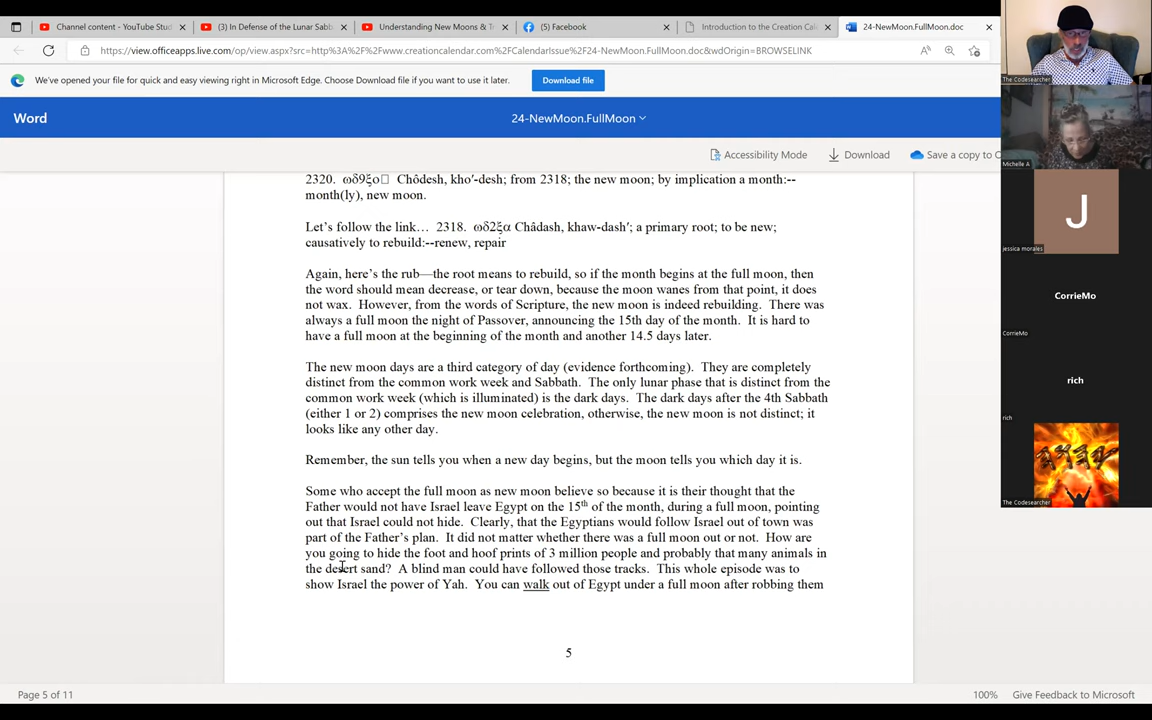 Channel content - YouTube Stud
(3) In Defense of the Lunar Sabb
Understanding New Moons & T
(5) Facebook
Introduction to the Creation Cale
24-NewMoon.FullMoon.doc
https://view.officeapps.live.com/op/view.aspx?src=http%3A%2F%2Fwww.creationcalendar.com%2FCalendarIssue%2F24-NewMoon.FullMoon.doc&wdOrigin=BROWSELINK
We've opened your file for quick and easy viewing right in Microsoft Edge. Choose Download file if you want to use it later.
Download file
Word
24-NewMoon.FullMoon
Accessibility Mode
Download
Save a copy to O
2320. ωδ9ξο□ Chôdesh, kho′-desh; from 2318; the new moon; by implication a month:--
month(ly), new moon.
Let's follow the link… 2318. ωδ2ξα Châdash, khaw-dash′; a primary root; to be new;
causatively to rebuild:--renew, repair
Again, here's the rub—the root means to rebuild, so if the month begins at the full moon, then
the word should mean decrease, or tear down, because the moon wanes from that point, it does
not wax. However, from the words of Scripture, the new moon is indeed rebuilding. There was
always a full moon the night of Passover, announcing the 15th day of the month. It is hard to
have a full moon at the beginning of the month and another 14.5 days later.
The new moon days are a third category of day (evidence forthcoming). They are completely
distinct from the common work week and Sabbath. The only lunar phase that is distinct from the
common work week (which is illuminated) is the dark days. The dark days after the 4th Sabbath
(either 1 or 2) comprises the new moon celebration, otherwise, the new moon is not distinct; it
looks like any other day.
Remember, the sun tells you when a new day begins, but the moon tells you which day it is.
Some who accept the full moon as new moon believe so because it is their thought that the
Father would not have Israel leave Egypt on the 15th of the month, during a full moon, pointing
out that Israel could not hide. Clearly, that the Egyptians would follow Israel out of town was
part of the Father's plan. It did not matter whether there was a full moon out or not. How are
you going to hide the foot and hoof prints of 3 million people and probably that many animals in
the desert sand? A blind man could have followed those tracks. This whole episode was to
show Israel the power of Yah. You can walk out of Egypt under a full moon after robbing them
5
Page 5 of 11
100%
Give Feedback to Microsoft
The Codesearcher
Michelle A
J
jessica morales
CorrieMo
CorrieMo
rich
rich
The Codesearcher